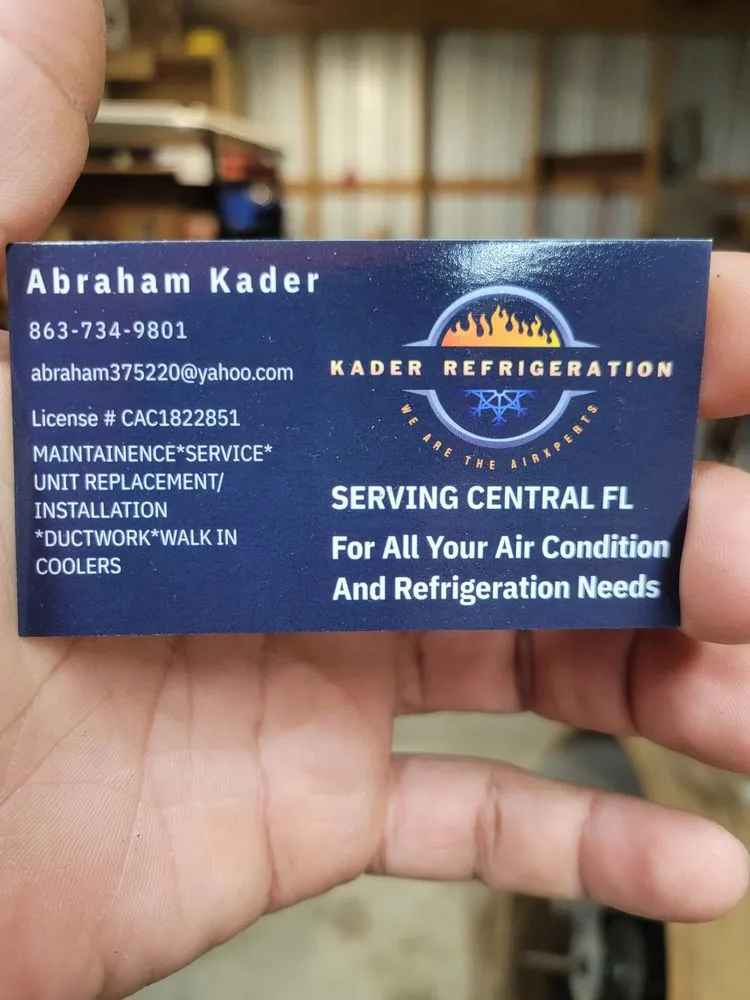 Abraham Kader
863-734-9801
abraham375220@yahoo.com
License # CAC1822851
MAINTAINENCE*SERVICE*
UNIT REPLACEMENT/
INSTALLATION
*DUCTWORK*WALK IN
COOLERS
KADER REFRIGERATION
WE ARE THE AIRXPERTS
SERVING CENTRAL FL
For All Your Air Condition
And Refrigeration Needs